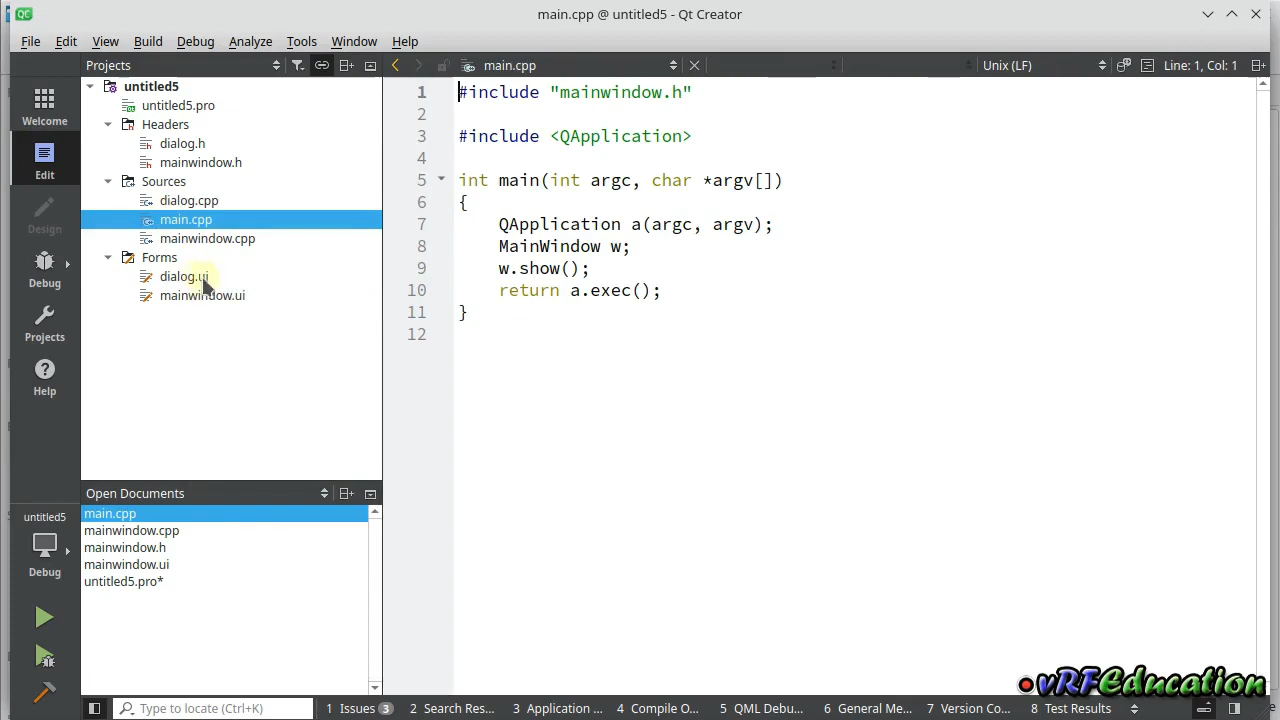 main.cpp @ untitled5 - Qt Creator
File Edit View Build Debug Analyze Tools Window Help
Projects
main.cpp
Unix (LF)
Line: 1, Col: 1
Welcome
Edit
Design
Debug
Projects
Help
untitled5
untitled5.pro
Headers
dialog.h
mainwindow.h
Sources
dialog.cpp
main.cpp
mainwindow.cpp
Forms
dialog.ui
mainwindow.ui
1 #include "mainwindow.h"
2
3 #include <QApplication>
4
5 int main(int argc, char *argv[])
6 {
7 QApplication a(argc, argv);
8 MainWindow w;
9 w.show();
10 return a.exec();
11 }
12
Open Documents
main.cpp
mainwindow.cpp
mainwindow.h
mainwindow.ui
untitled5.pro*
untitled5
Debug
vRFEducation
Type to locate (Ctrl+K)
1 Issues 3
2 Search Res...
3 Application ...
4 Compile O...
5 QML Debu...
6 General Me...
7 Version Co...
8 Test Results